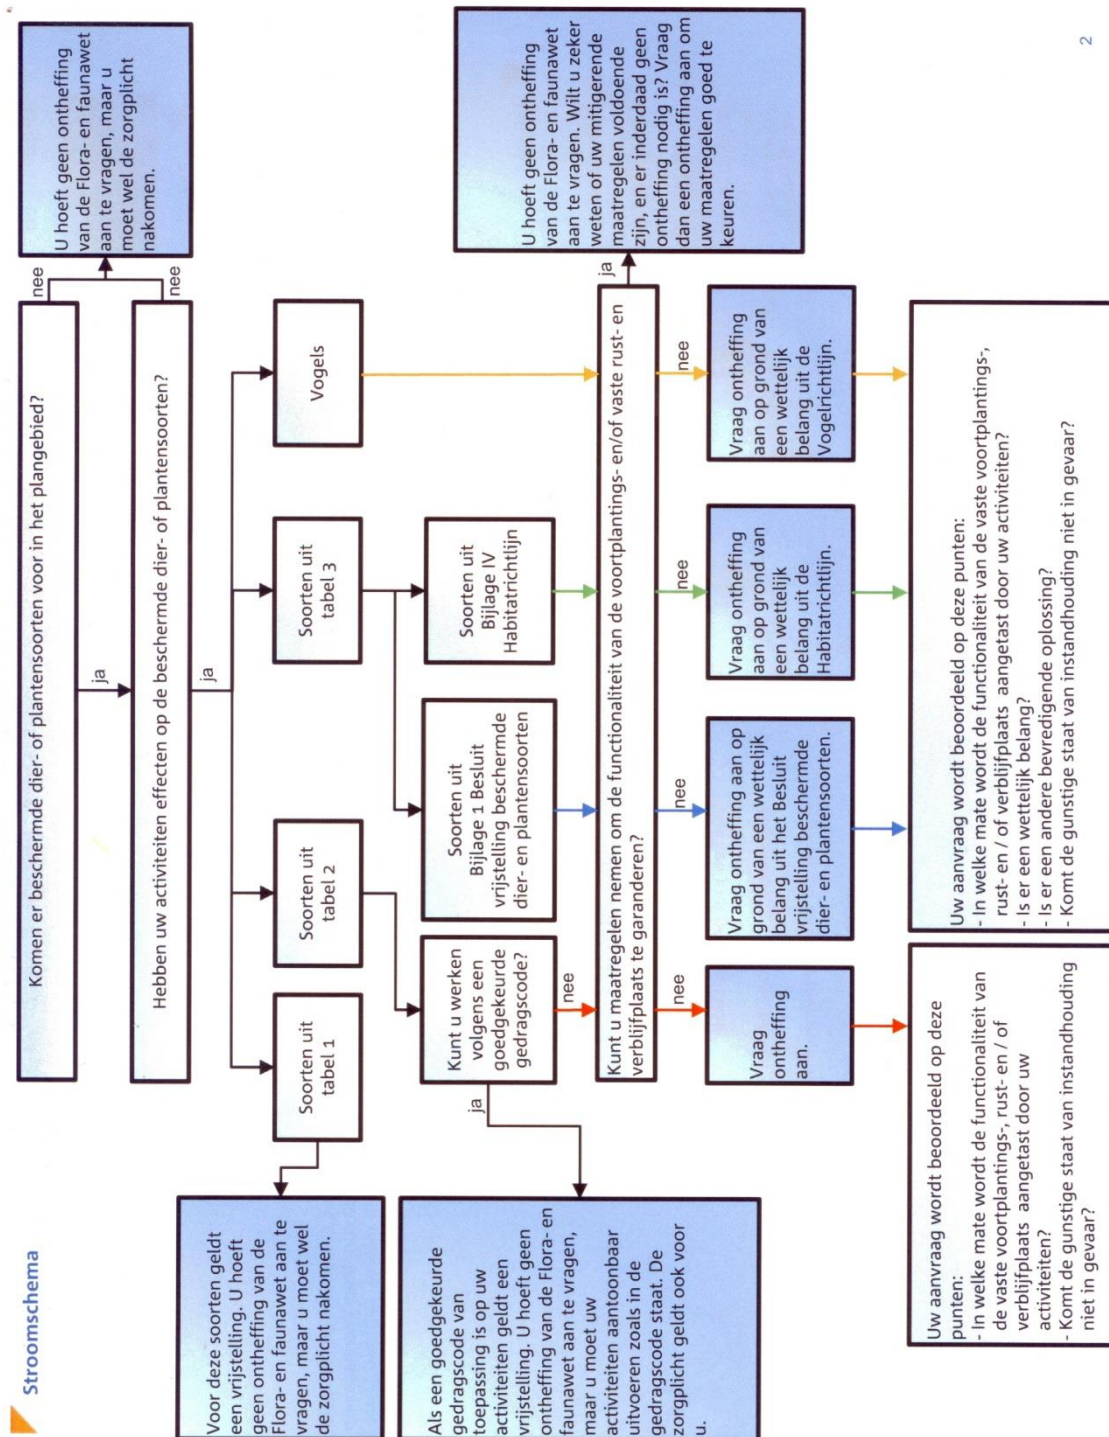 Stroomschema
Komen er beschermde dier- of plantensoorten voor in het plangebied?
nee
ja
U hoeft geen ontheffing
van de Flora- en faunawet
aan te vragen, maar u
moet wel de zorgplicht
nakomen.
Hebben uw activiteiten effecten op de beschermde dier- of plantensoorten?
nee
ja
Voor deze soorten geldt
een vrijstelling. U hoeft
geen ontheffing van de
Flora- en faunawet aan te
vragen, maar u moet wel
de zorgplicht nakomen.
Soorten uit
tabel 1
Soorten uit
tabel 2
Soorten uit
tabel 3
Vogels
Als een goedgekeurde
gedragscode van
toepassing is op uw
activiteiten geldt een
vrijstelling. U hoeft geen
ontheffing van de Flora- en
faunawet aan te vragen,
maar u moet uw
activiteiten aantoonbaar
uitvoeren zoals in de
gedragscode staat. De
zorgplicht geldt ook voor
u.
ja
Kunt u werken
volgens een
goedgekeurde
gedragscode?
nee
Soorten uit
Bijlage 1 Besluit
vrijstelling beschermde
dier- en plantensoorten
Soorten uit
Bijlage IV
Habitatrichtlijn
Kunt u maatregelen nemen om de functionaliteit van de voortplantings- en/of vaste rust- en
verblijfplaats te garanderen?
ja
U hoeft geen ontheffing
van de Flora- en faunawet
aan te vragen. Wilt u zeker
weten of uw mitigerende
maatregelen voldoende
zijn, en er inderdaad geen
ontheffing nodig is? Vraag
dan een ontheffing aan om
uw maatregelen goed te
keuren.
nee
nee
nee
nee
Vraag
ontheffing
aan.
Vraag ontheffing aan op
grond van een wettelijk
belang uit het Besluit
vrijstelling beschermde
dier- en plantensoorten.
Vraag ontheffing
aan op grond van
een wettelijk
belang uit de
Habitatrichtlijn.
Vraag ontheffing
aan op grond van
een wettelijk
belang uit de
Vogelrichtlijn.
Uw aanvraag wordt beoordeeld op deze
punten:
- In welke mate wordt de functionaliteit van
de vaste voortplantings-, rust- en / of
verblijfplaats aangetast door uw
activiteiten?
- Komt de gunstige staat van instandhouding
niet in gevaar?
Uw aanvraag wordt beoordeeld op deze punten:
- In welke mate wordt de functionaliteit van de vaste voortplantings-,
rust- en / of verblijfplaats aangetast door uw activiteiten?
- Is er een wettelijk belang?
- Is er een andere bevredigende oplossing?
- Komt de gunstige staat van instandhouding niet in gevaar?
2